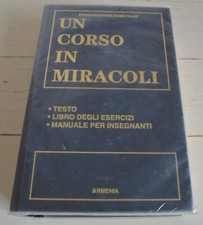 UN
CORSO
IN
MIRACOLI
• TESTO
• LIBRO DEGLI ESERCIZI
• MANUALE PER INSEGNANTI
ARMENIA